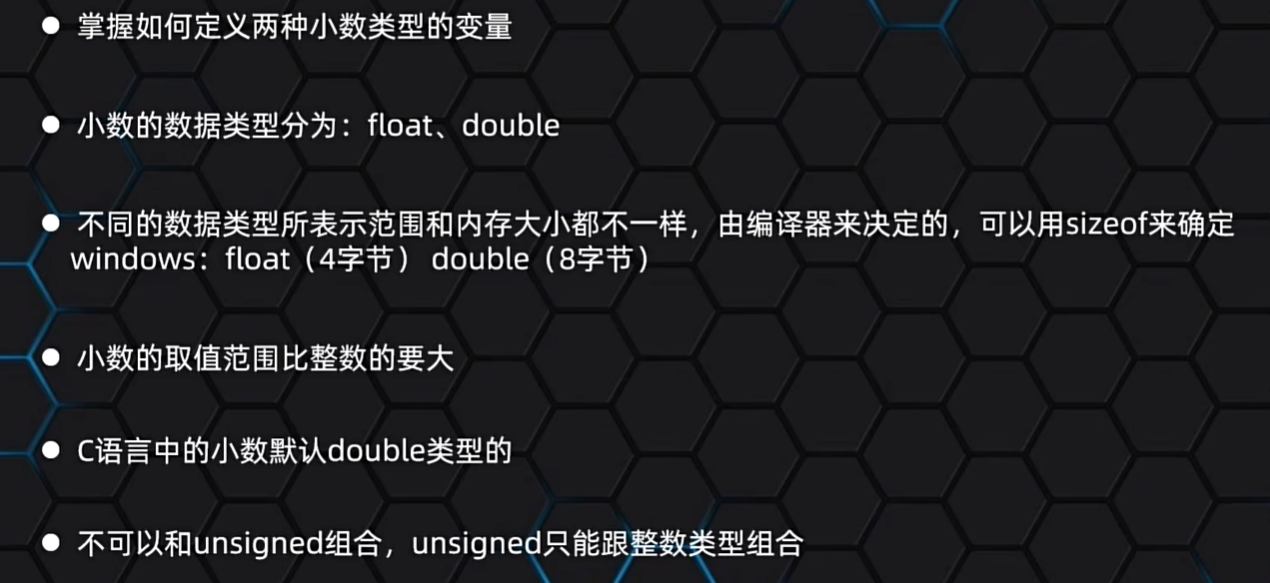 ● 掌握如何定义两种小数类型的变量
● 小数的数据类型分为：float、double
● 不同的数据类型所表示范围和内存大小都不一样，由编译器来决定的，可以用sizeof来确定
windows：float（4字节） double（8字节）
● 小数的取值范围比整数的要大
● C语言中的小数默认double类型的
● 不可以和unsigned组合，unsigned只能跟整数类型组合